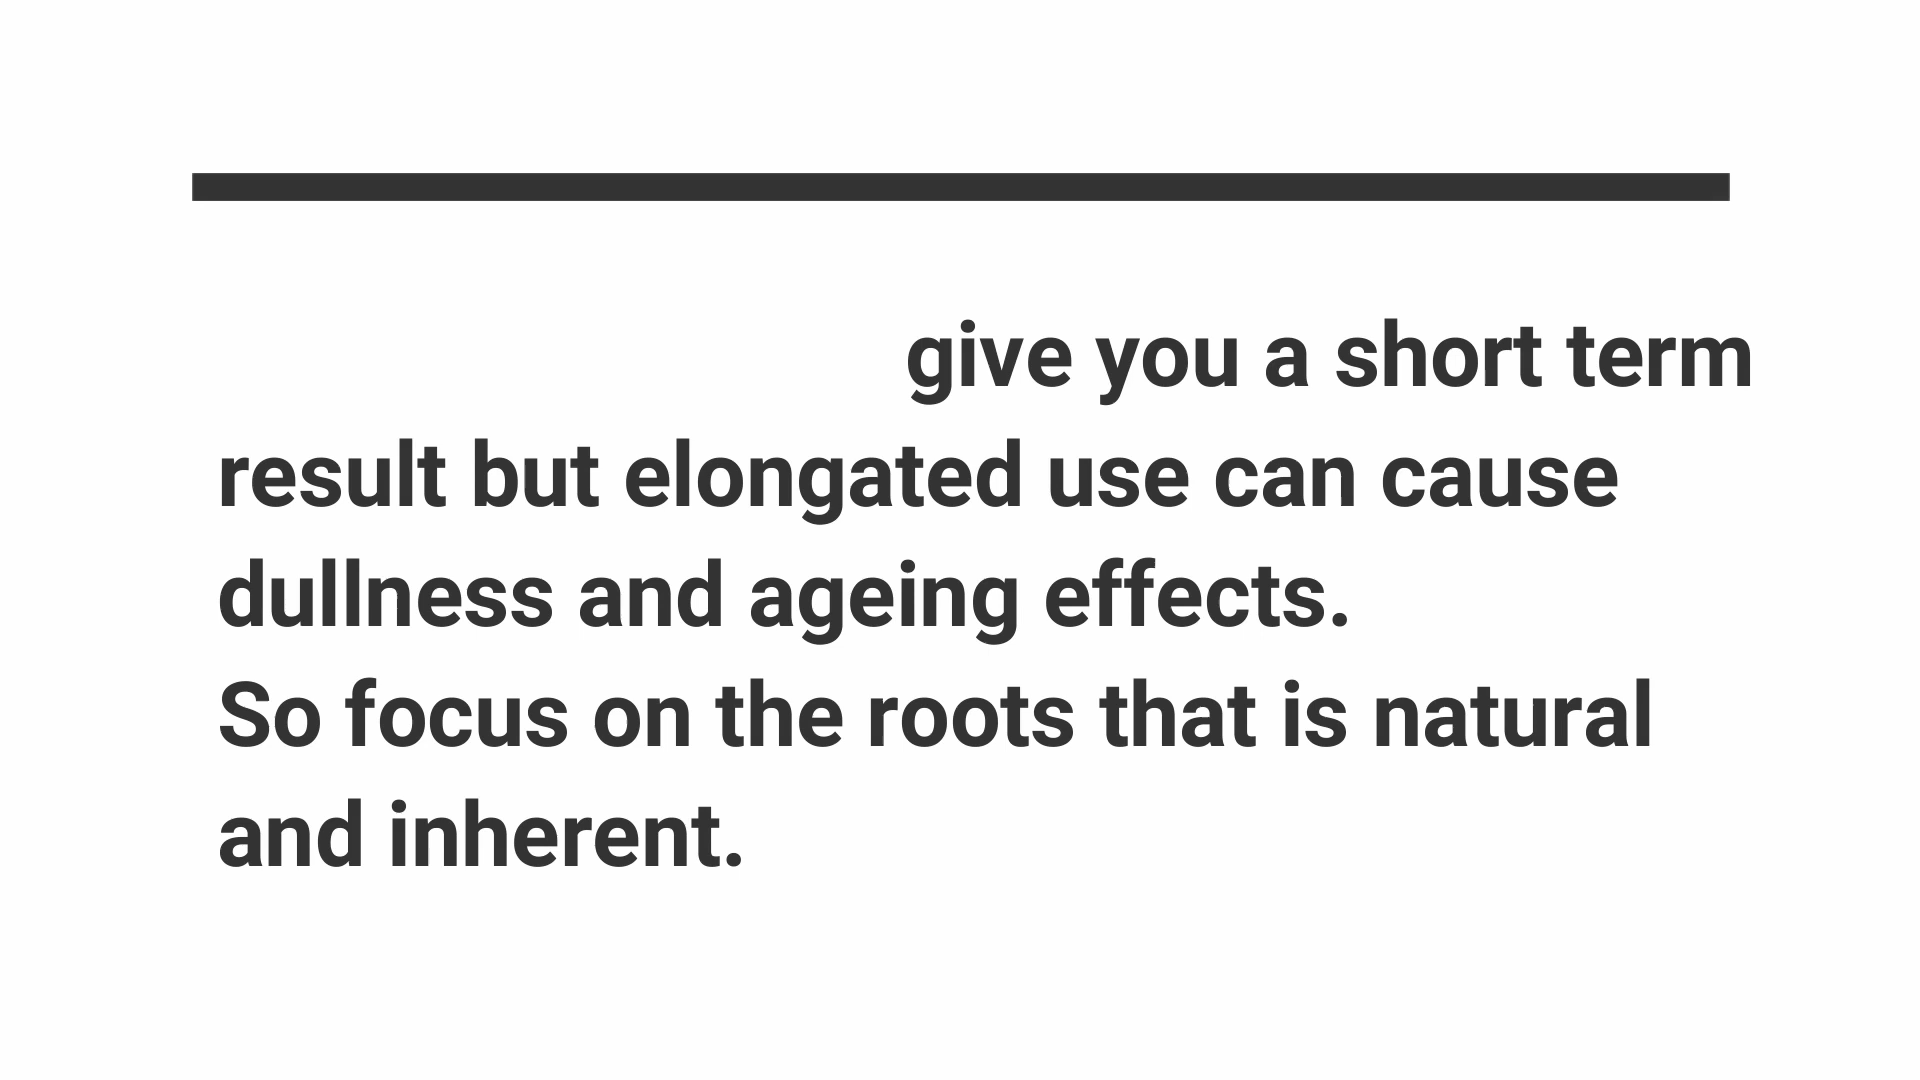 give you a short term
result but elongated use can cause
dullness and ageing effects.
So focus on the roots that is natural
and inherent.